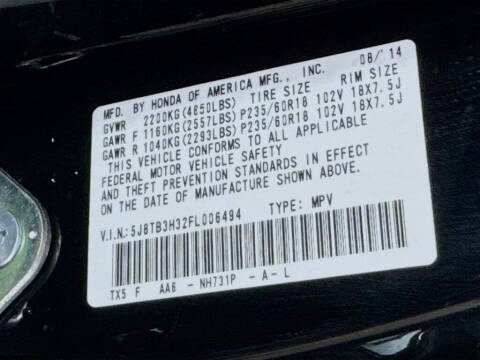 MFD. BY HONDA OF AMERICA MFG., INC. 08/'14
GVWR 2200KG(4850LBS) TIRE SIZE RIM SIZE
GAWR F 1160KG(2557LBS) P235/60R18 102V 18X7.5J
GAWR R 1040KG(2293LBS) P235/60R18 102V 18X7.5J
THIS VEHICLE CONFORMS TO ALL APPLICABLE
FEDERAL MOTOR VEHICLE SAFETY
AND THEFT PREVENTION STANDARDS IN EFFECT
ON THE DATE OF MANUFACTURE SHOWN ABOVE.
V.I.N.: 5J8TB3H32FL006494 TYPE: MPV
TX5 F AA6 - NH731P - A - L